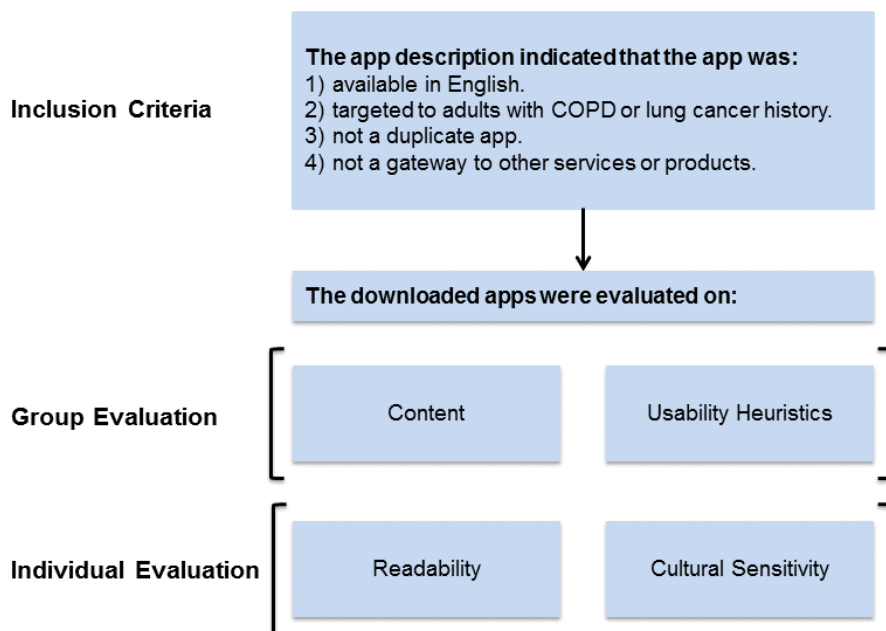 The app description indicated that the app was:
1) available in English.
Inclusion Criteria
2) targeted to adults with COPD or lung cancer history.
3) not a duplicate app.
4) not a gateway to other services or products.
The downloaded apps were evaluated on:
Group Evaluation
Content
Usability Heuristics
Individual Evaluation
Readability
Cultural Sensitivity